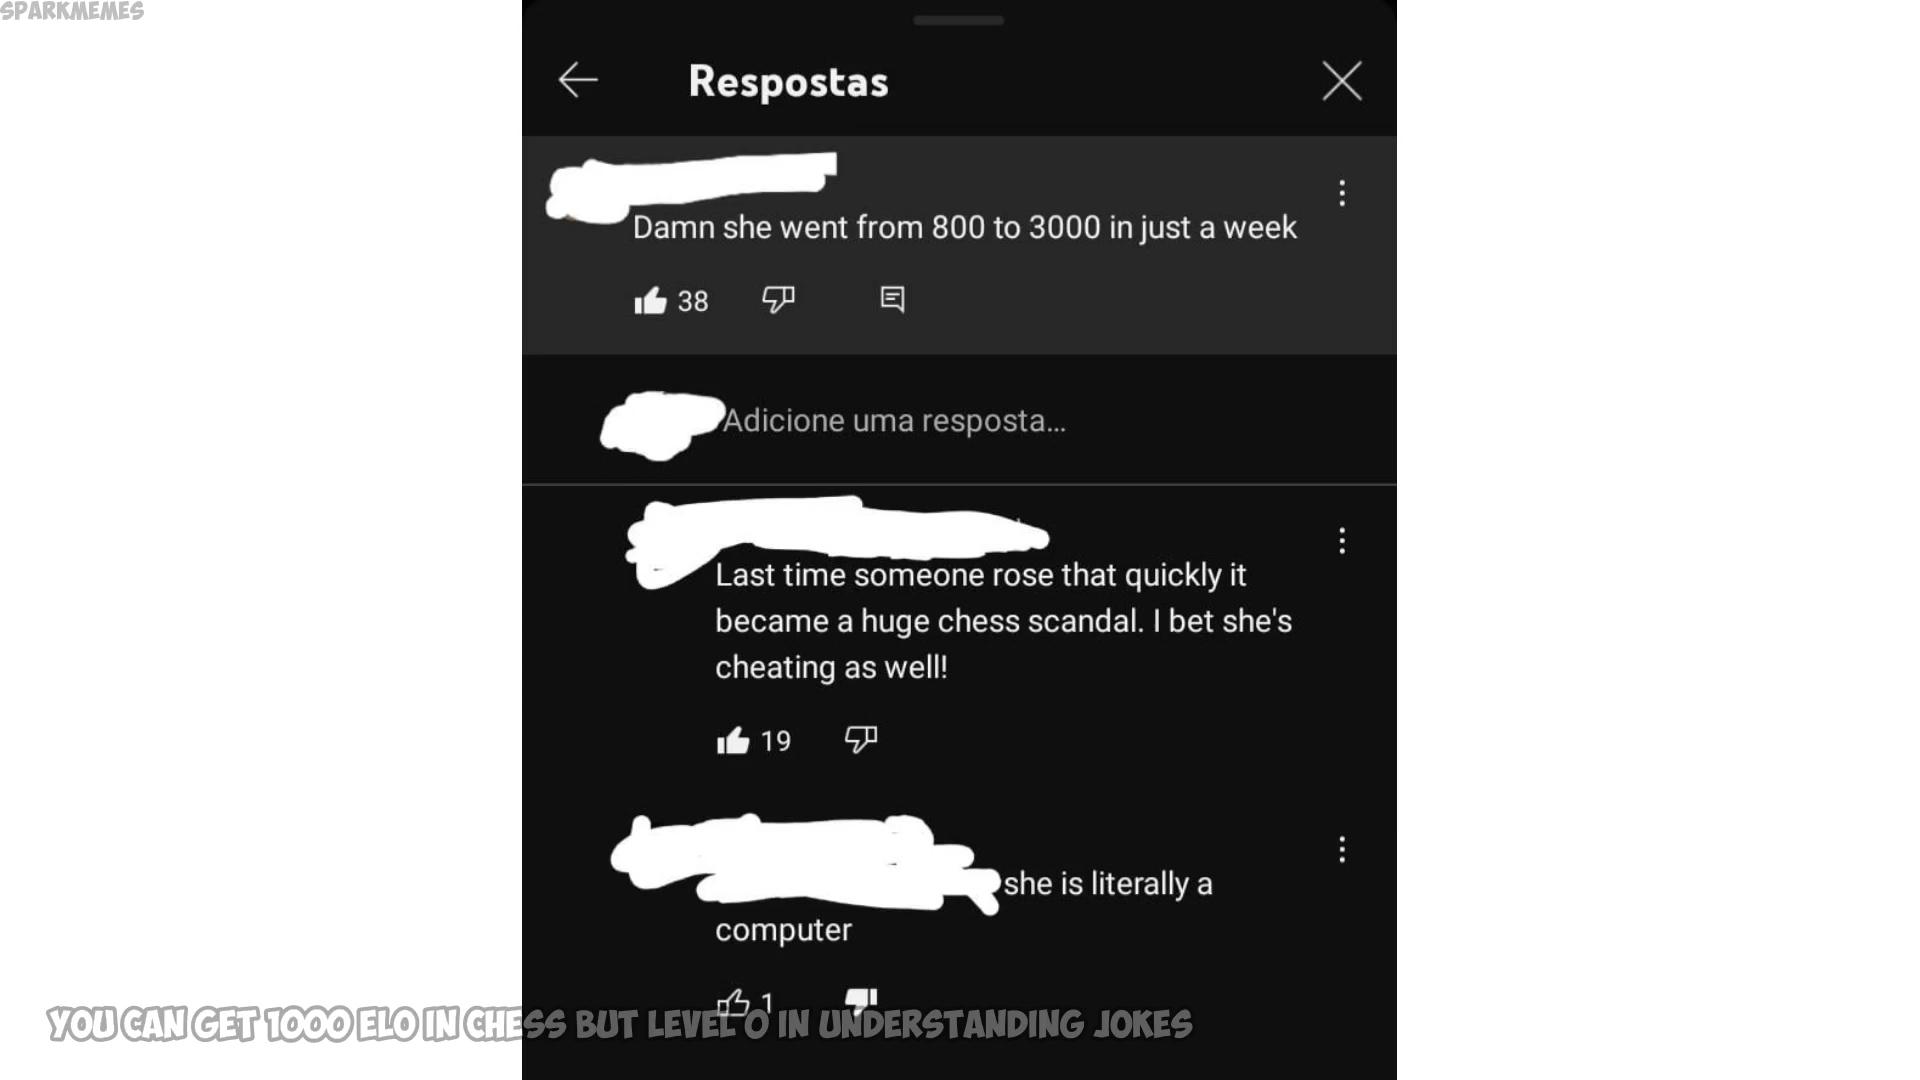 SPARKMEMES
Respostas
Damn she went from 800 to 3000 in just a week
38
Adicione uma resposta...
Last time someone rose that quickly it
became a huge chess scandal. I bet she's
cheating as well!
19
she is literally a
computer
1
YOU CAN GET 1000 ELO IN CHESS BUT LEVEL 0 IN UNDERSTANDING JOKES